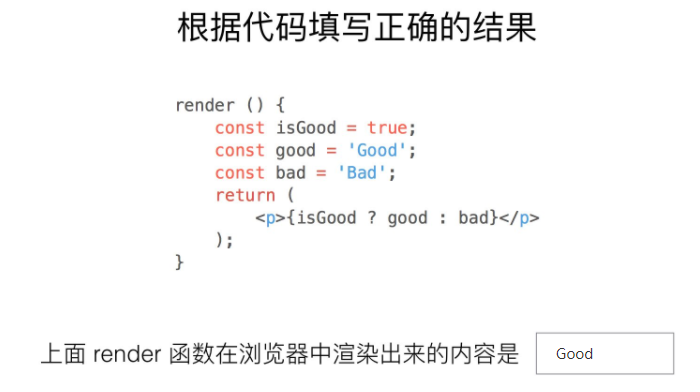 根据代码填写正确的结果
render () {
    const isGood = true;
    const good = 'Good';
    const bad = 'Bad';
    return (
        <p>{isGood ? good : bad}</p>
    );
}
上面 render 函数在浏览器中渲染出来的内容是 Good